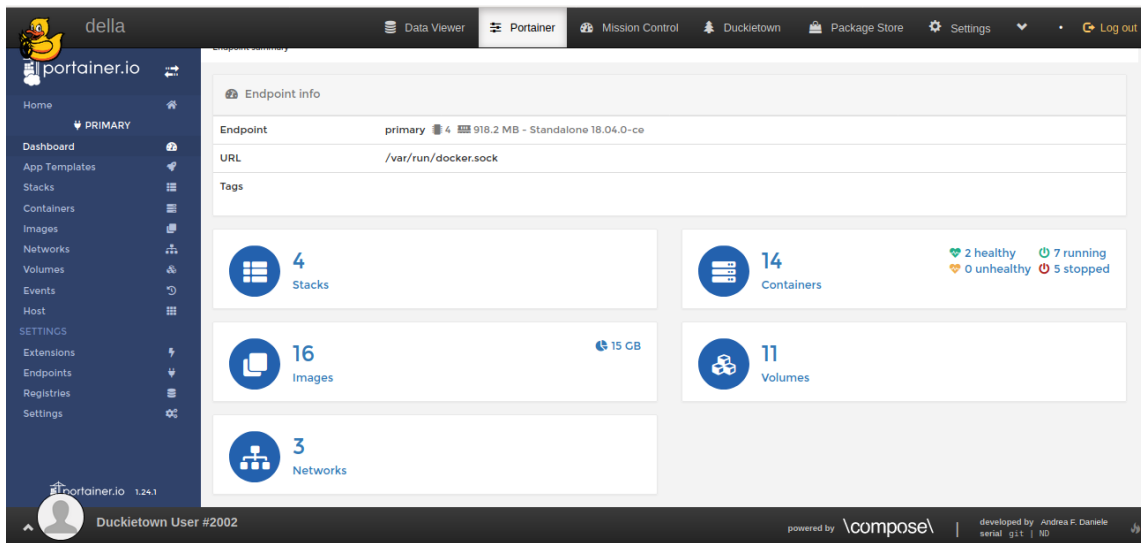 della
Data Viewer
Portainer
Mission Control
Duckietown
Package Store
Settings
Log out
portainer.io
Endpoint summary
Home
PRIMARY
Dashboard
App Templates
Stacks
Containers
Images
Networks
Volumes
Events
Host
SETTINGS
Extensions
Endpoints
Registries
Settings
portainer.io 1.24.1
Endpoint info
Endpoint primary 4 918.2 MB - Standalone 18.04.0-ce
URL /var/run/docker.sock
Tags
4
Stacks
14
Containers
2 healthy 7 running
0 unhealthy 5 stopped
16
Images
15 GB
11
Volumes
3
Networks
Duckietown User #2002
powered by \compose\ |
developed by Andrea F. Daniele
serial git | ND